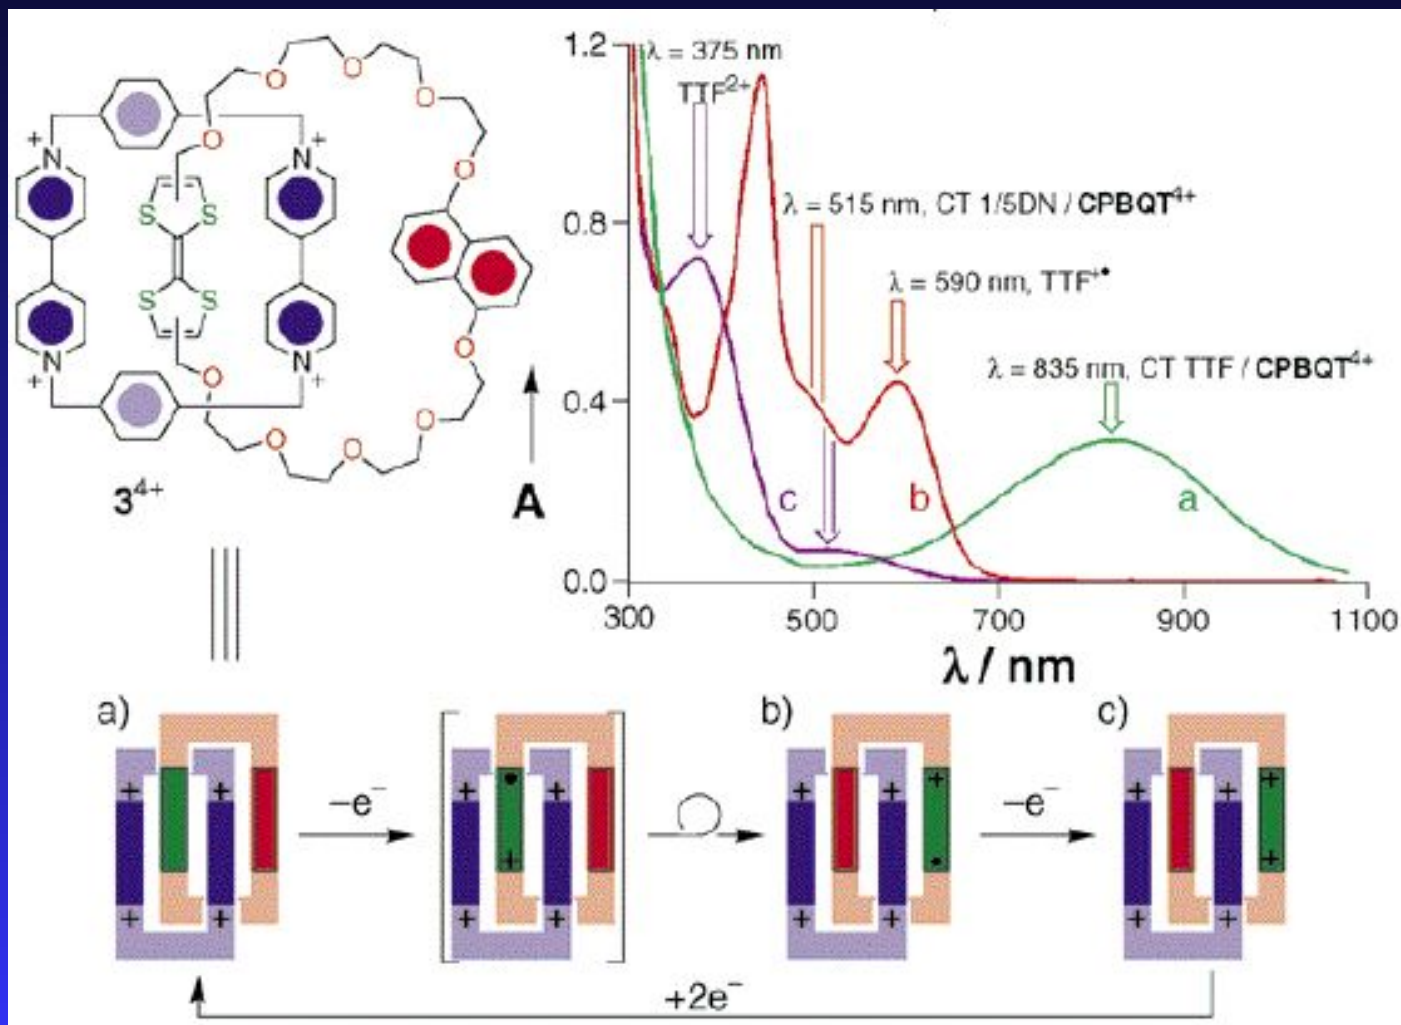 1.2
λ = 375 nm
TTF²⁺
0.8
λ = 515 nm, CT 1/5DN / CPBQT⁴⁺
λ = 590 nm, TTF⁺•
λ = 835 nm, CT TTF / CPBQT⁴⁺
0.4
c
b
a
0.0
300
500
700
900
1100
λ / nm
A
O
O
O
O
O
O
O
O
O
O
+
N
N
+
S
S
S
S
+
N
N
+
3⁴⁺
a)
b)
c)
−e⁻
−e⁻
+ + + + + +
+ + + + + + + +
+ + + + + + + +
+2e⁻